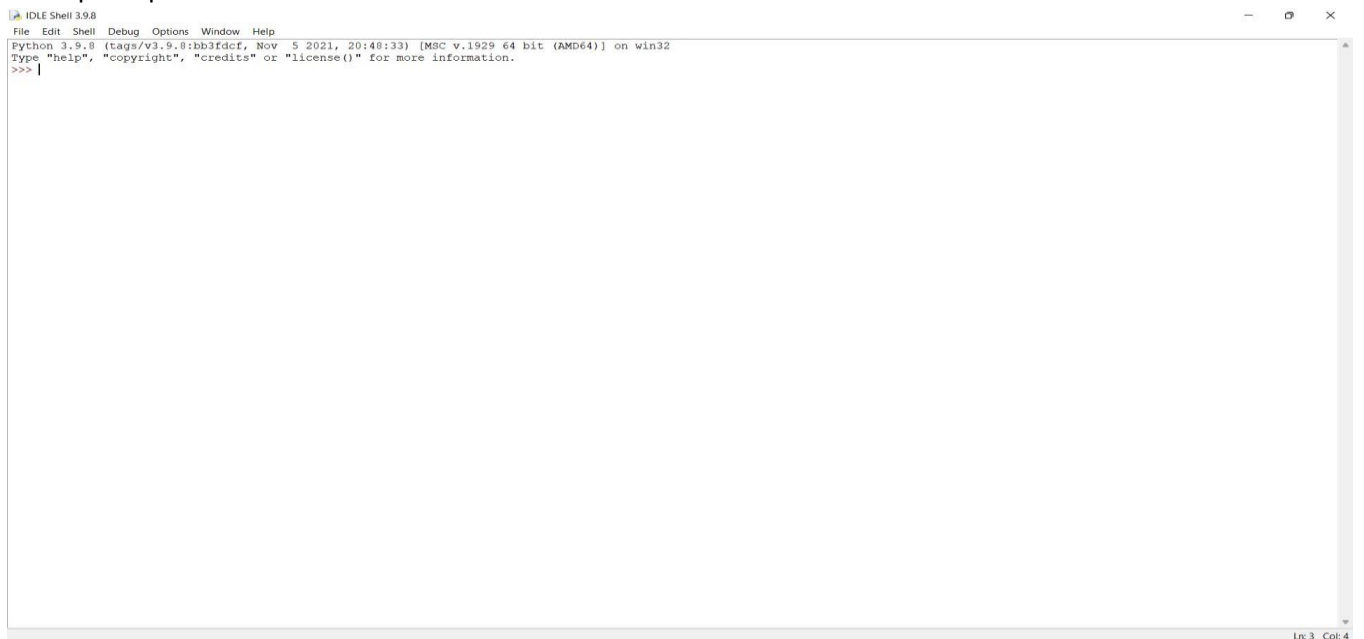 IDLE Shell 3.9.8
File Edit Shell Debug Options Window Help
Python 3.9.8 (tags/v3.9.8:bb3fdcf, Nov  5 2021, 20:48:33) [MSC v.1929 64 bit (AMD64)] on win32
Type "help", "copyright", "credits" or "license()" for more information.
>>>
Ln: 3 Col: 4